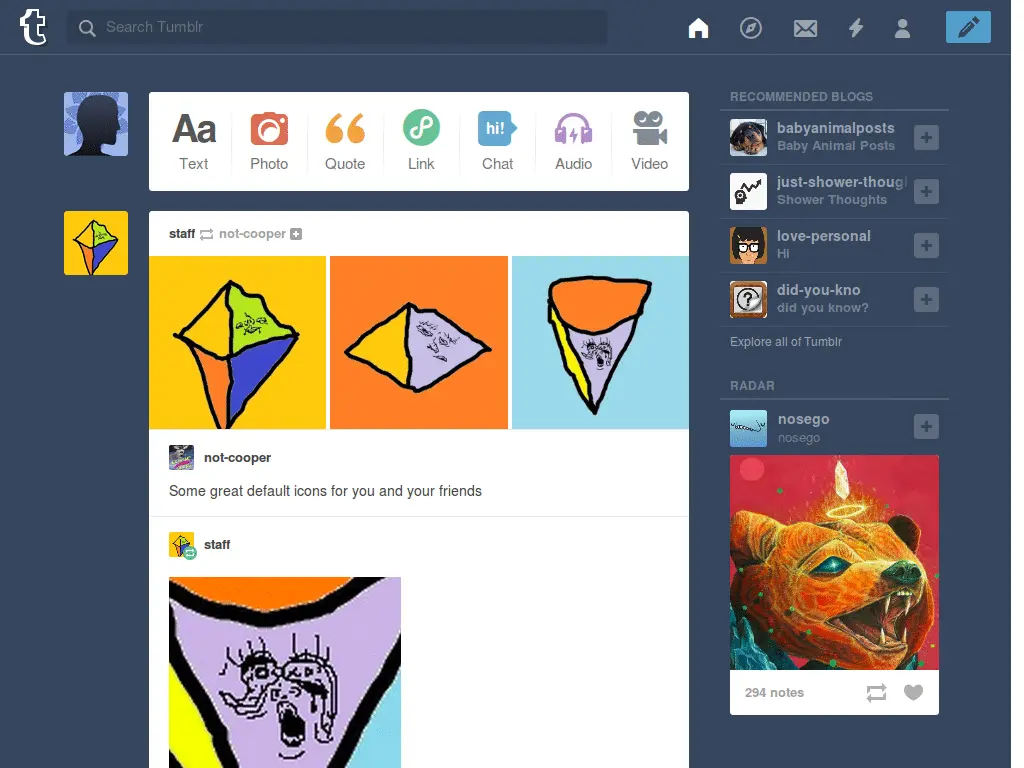 t
Search Tumblr
Aa
hi!
Text
Photo
Quote
Link
Chat
Audio
Video
staff not-cooper
not-cooper
Some great default icons for you and your friends
staff
RECOMMENDED BLOGS
babyanimalposts
Baby Animal Posts
just-shower-thoug
Shower Thoughts
love-personal
Hi
did-you-kno
did you know?
Explore all of Tumblr
RADAR
nosego
nosego
294 notes